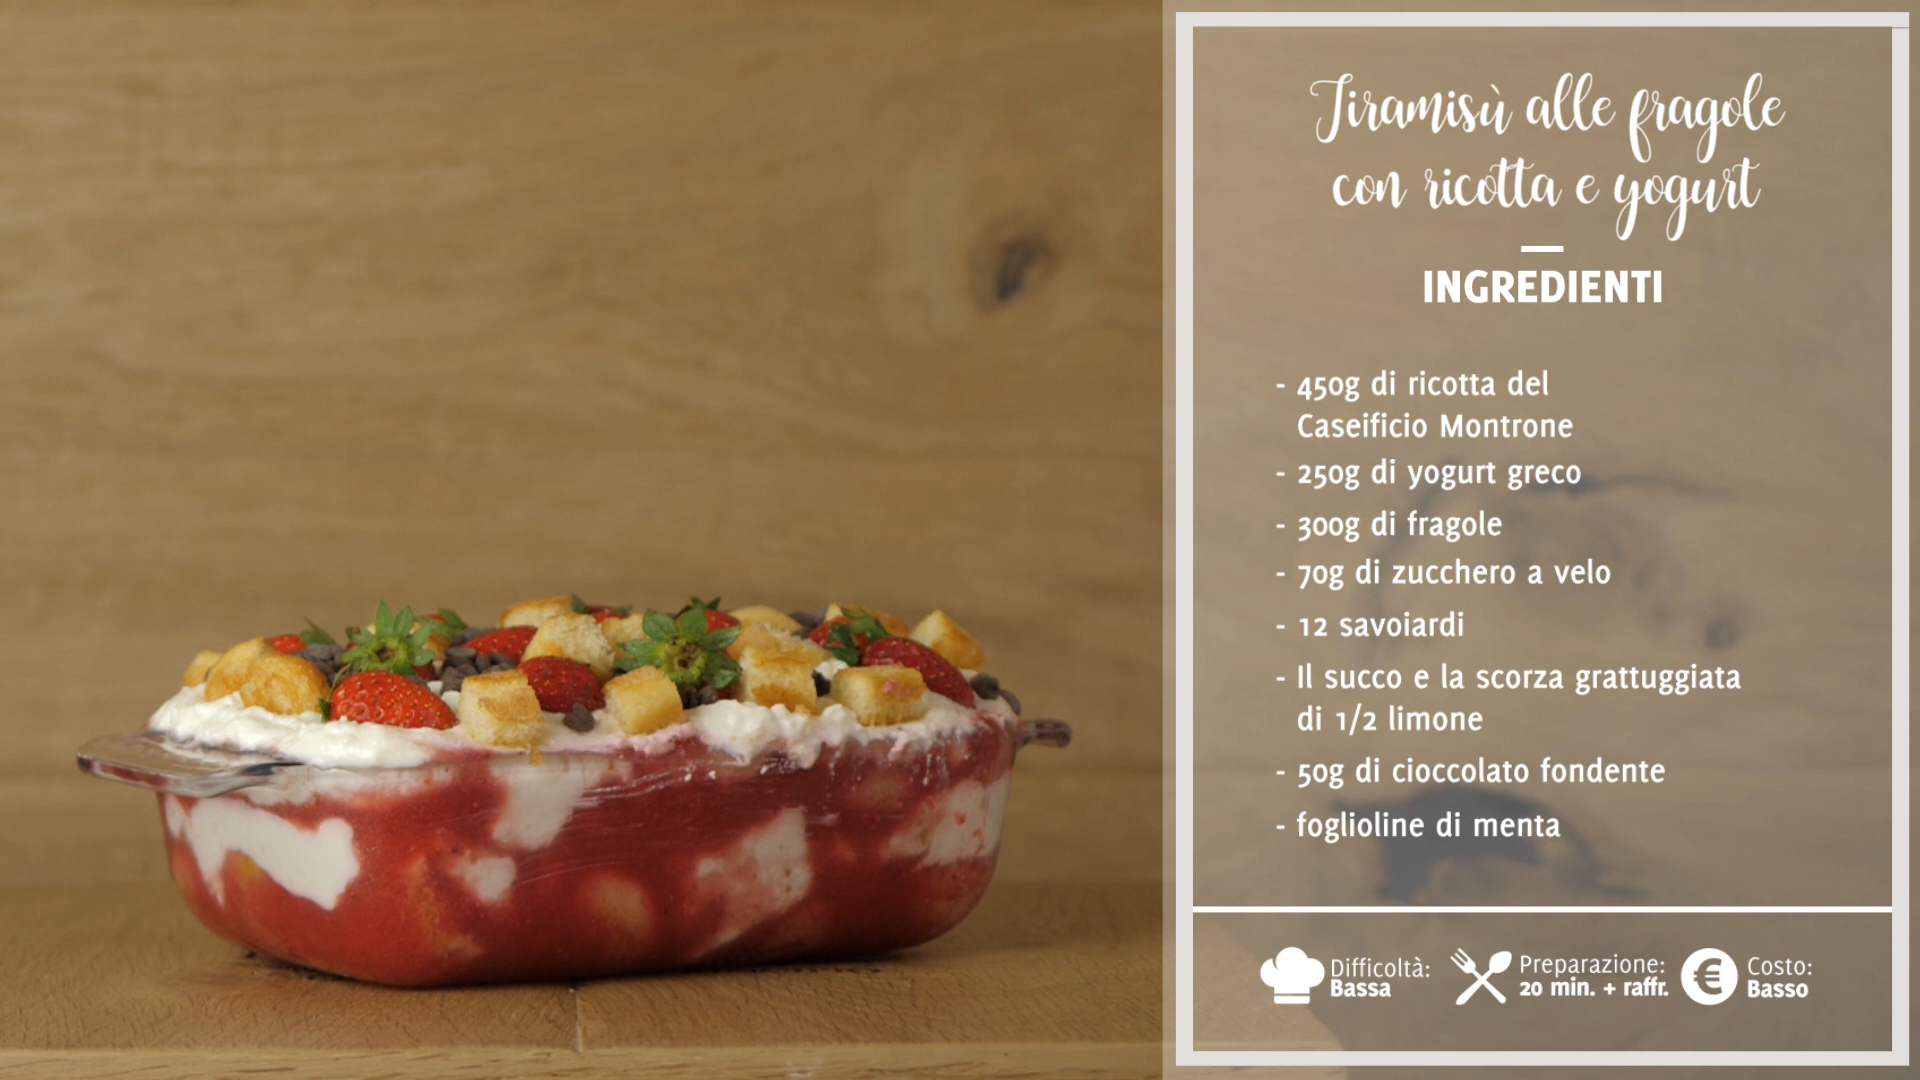 Tiramisù alle fragole
con ricotta e yogurt
INGREDIENTI
- 450g di ricotta del
Caseificio Montrone
- 250g di yogurt greco
- 300g di fragole
- 70g di zucchero a velo
- 12 savoiardi
- Il succo e la scorza grattuggiata
di 1/2 limone
- 50g di cioccolato fondente
- foglioline di menta
Difficoltà:
Bassa
Preparazione:
20 min. + raffr.
Costo:
Basso